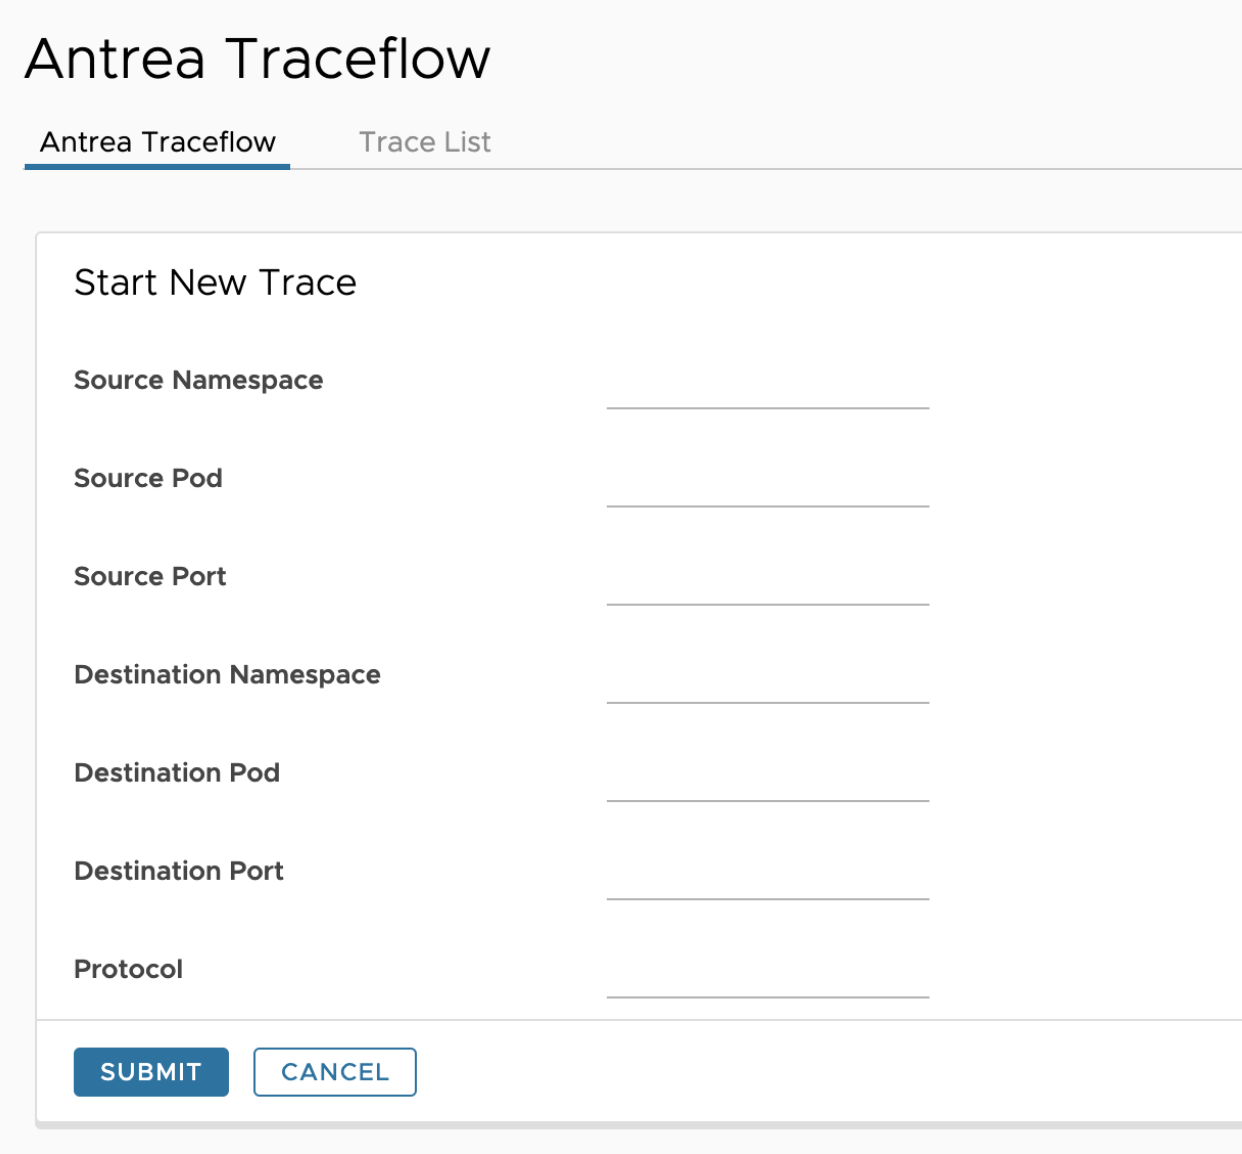 Antrea Traceflow
Antrea Traceflow Trace List
Start New Trace
Source Namespace
Source Pod
Source Port
Destination Namespace
Destination Pod
Destination Port
Protocol
SUBMIT CANCEL